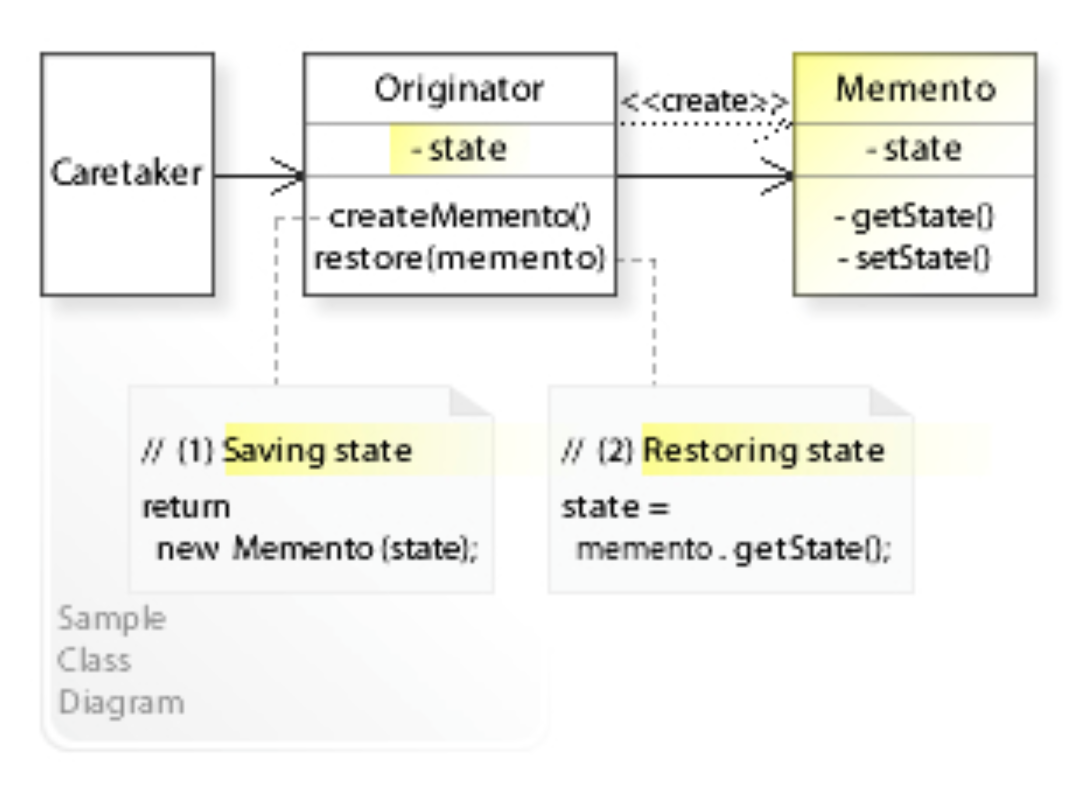 Caretaker
Originator
- state
createMemento()
restore(memento)
<<create>>
Memento
- state
- getState()
- setState()
// (1) Saving state
return
new Memento (state);
// (2) Restoring state
state =
memento . getState();
Sample
Class
Diagram